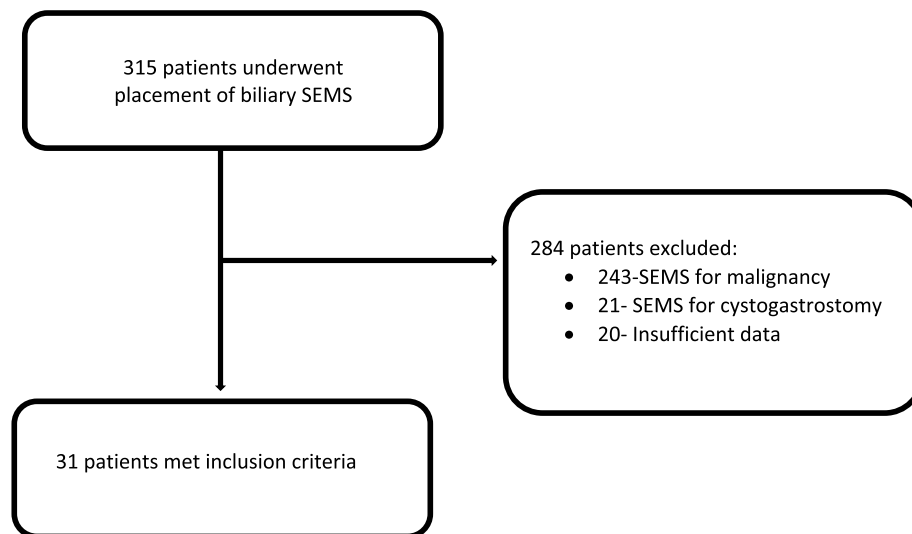 315 patients underwent
placement of biliary SEMS
284 patients excluded:
• 243-SEMS for malignancy
• 21- SEMS for cystogastrostomy
• 20- Insufficient data
31 patients met inclusion criteria